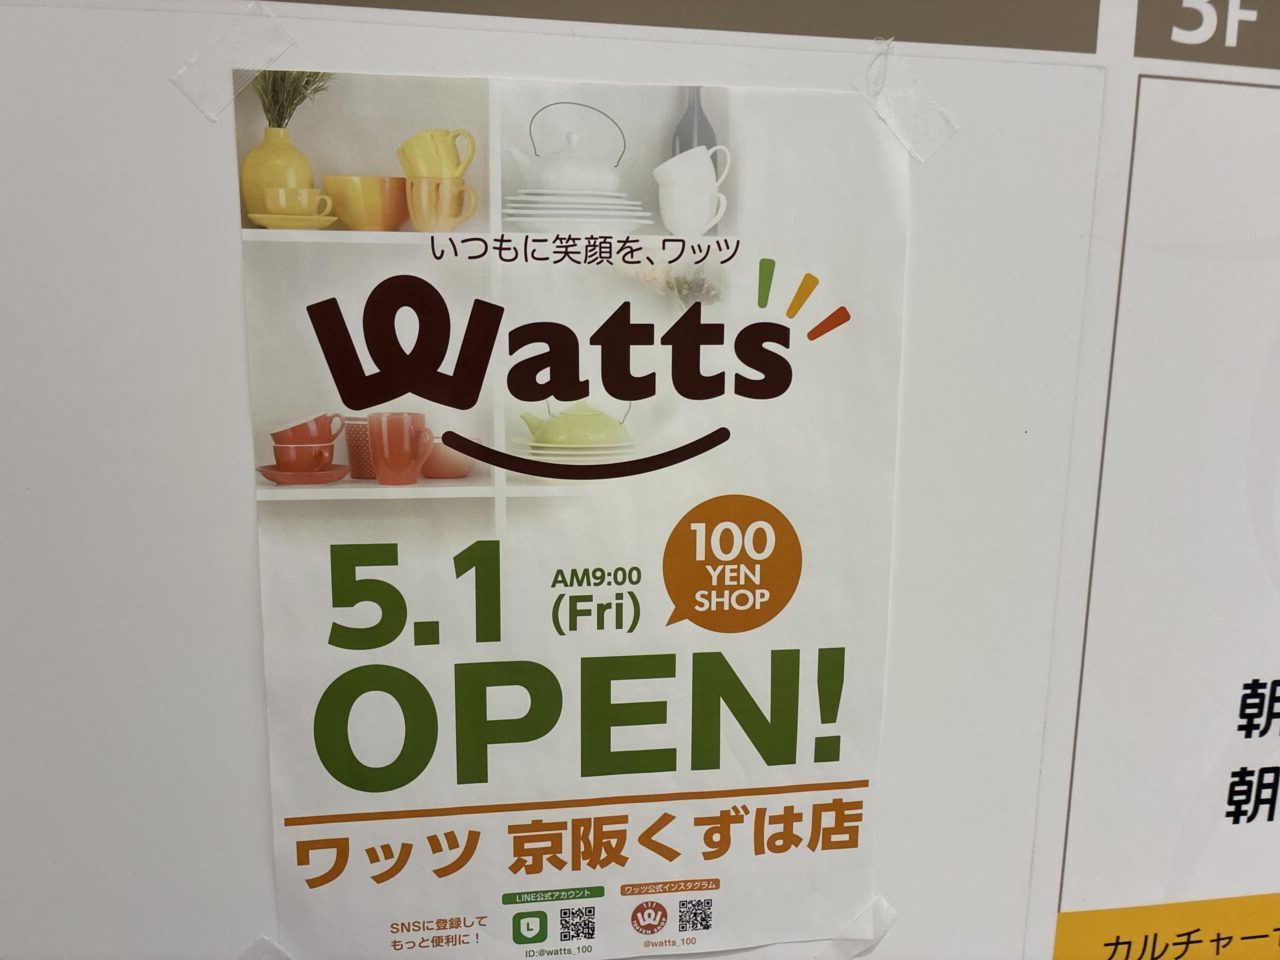 3F
いつもに笑顔を、ワッツ
Watts
5.1
AM9:00
(Fri)
100
YEN
SHOP
OPEN!
ワッツ 京阪くずは店
SNSに登録して
もっと便利に!
LINE公式アカウント
L
ID:@watts_100
ワッツ公式インスタグラム
W
@watts_100
朝
朝
カルチャー